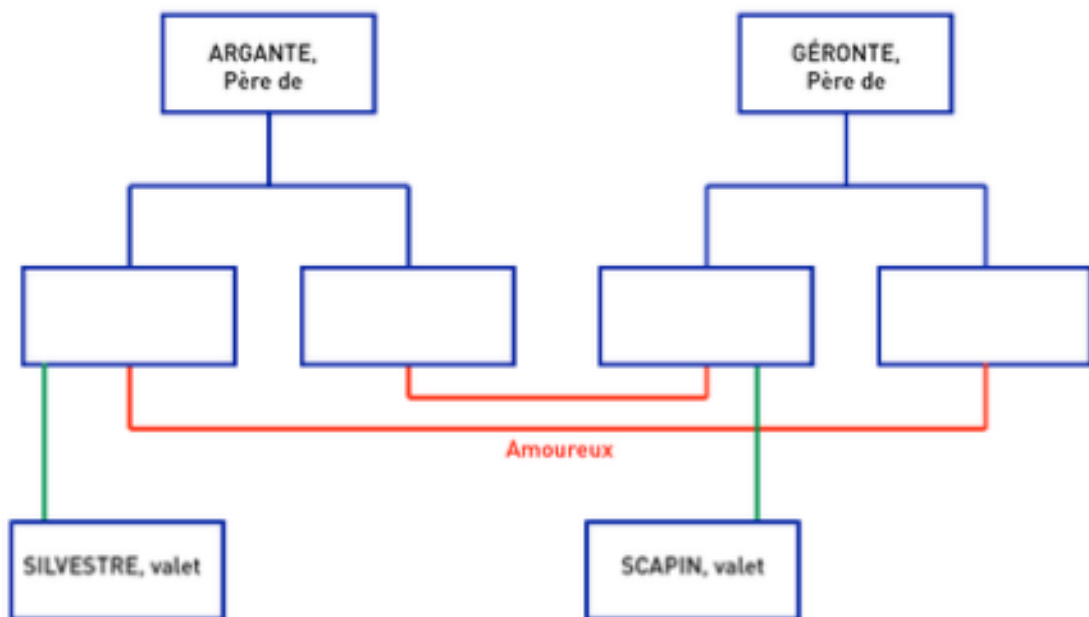 ARGANTE,
Père de
GÉRONTE,
Père de
Amoureux
SILVESTRE, valet
SCAPIN, valet